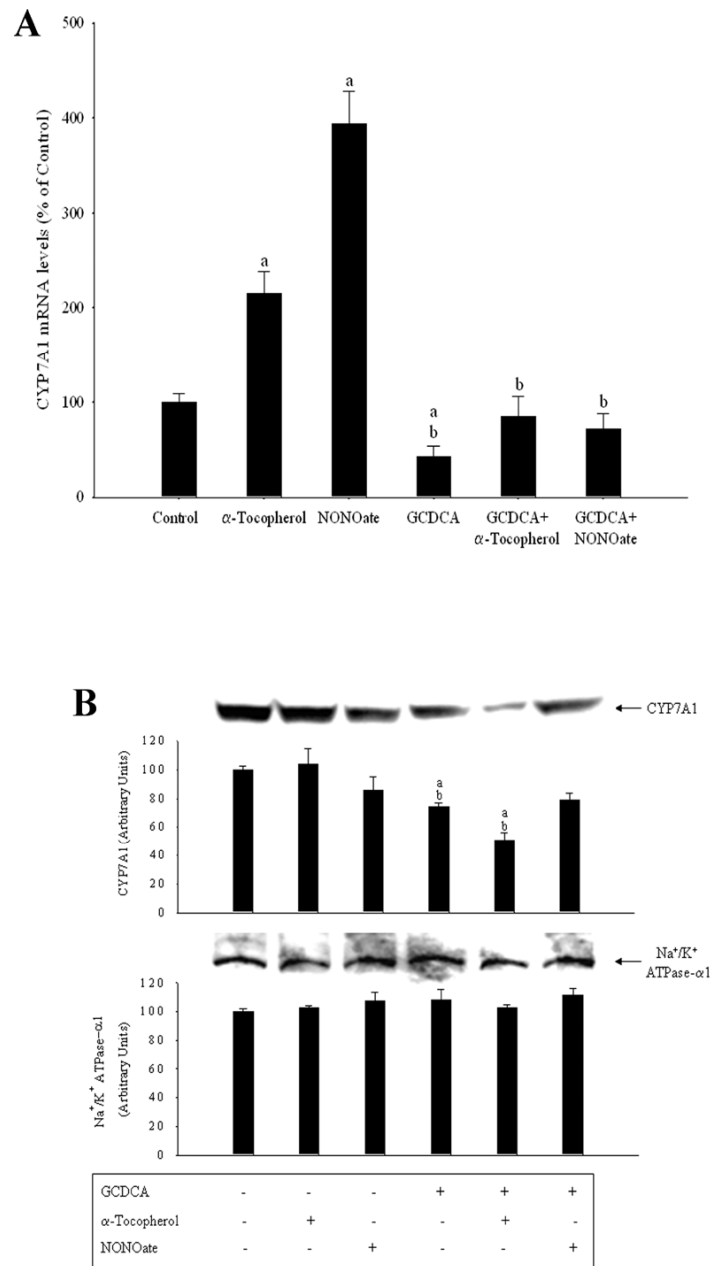 A
CYP7A1 mRNA levels (% of Control)
500
400
300
200
100
0
a
a
a
b
b
b
Control
α-Tocopherol
NONOate
GCDCA
GCDCA+
α-Tocopherol
GCDCA+
NONOate
B
CYP7A1
CYP7A1 (Arbitrary Units)
120
100
80
60
40
20
0
a
b
a
b
Na⁺/K⁺
ATPase-α1
Na⁺/K⁺ ATPase–α1
(Arbitrary Units)
120
100
80
60
40
20
0
GCDCA - - - + + +
α-Tocopherol - + - - + -
NONOate - - + - - +